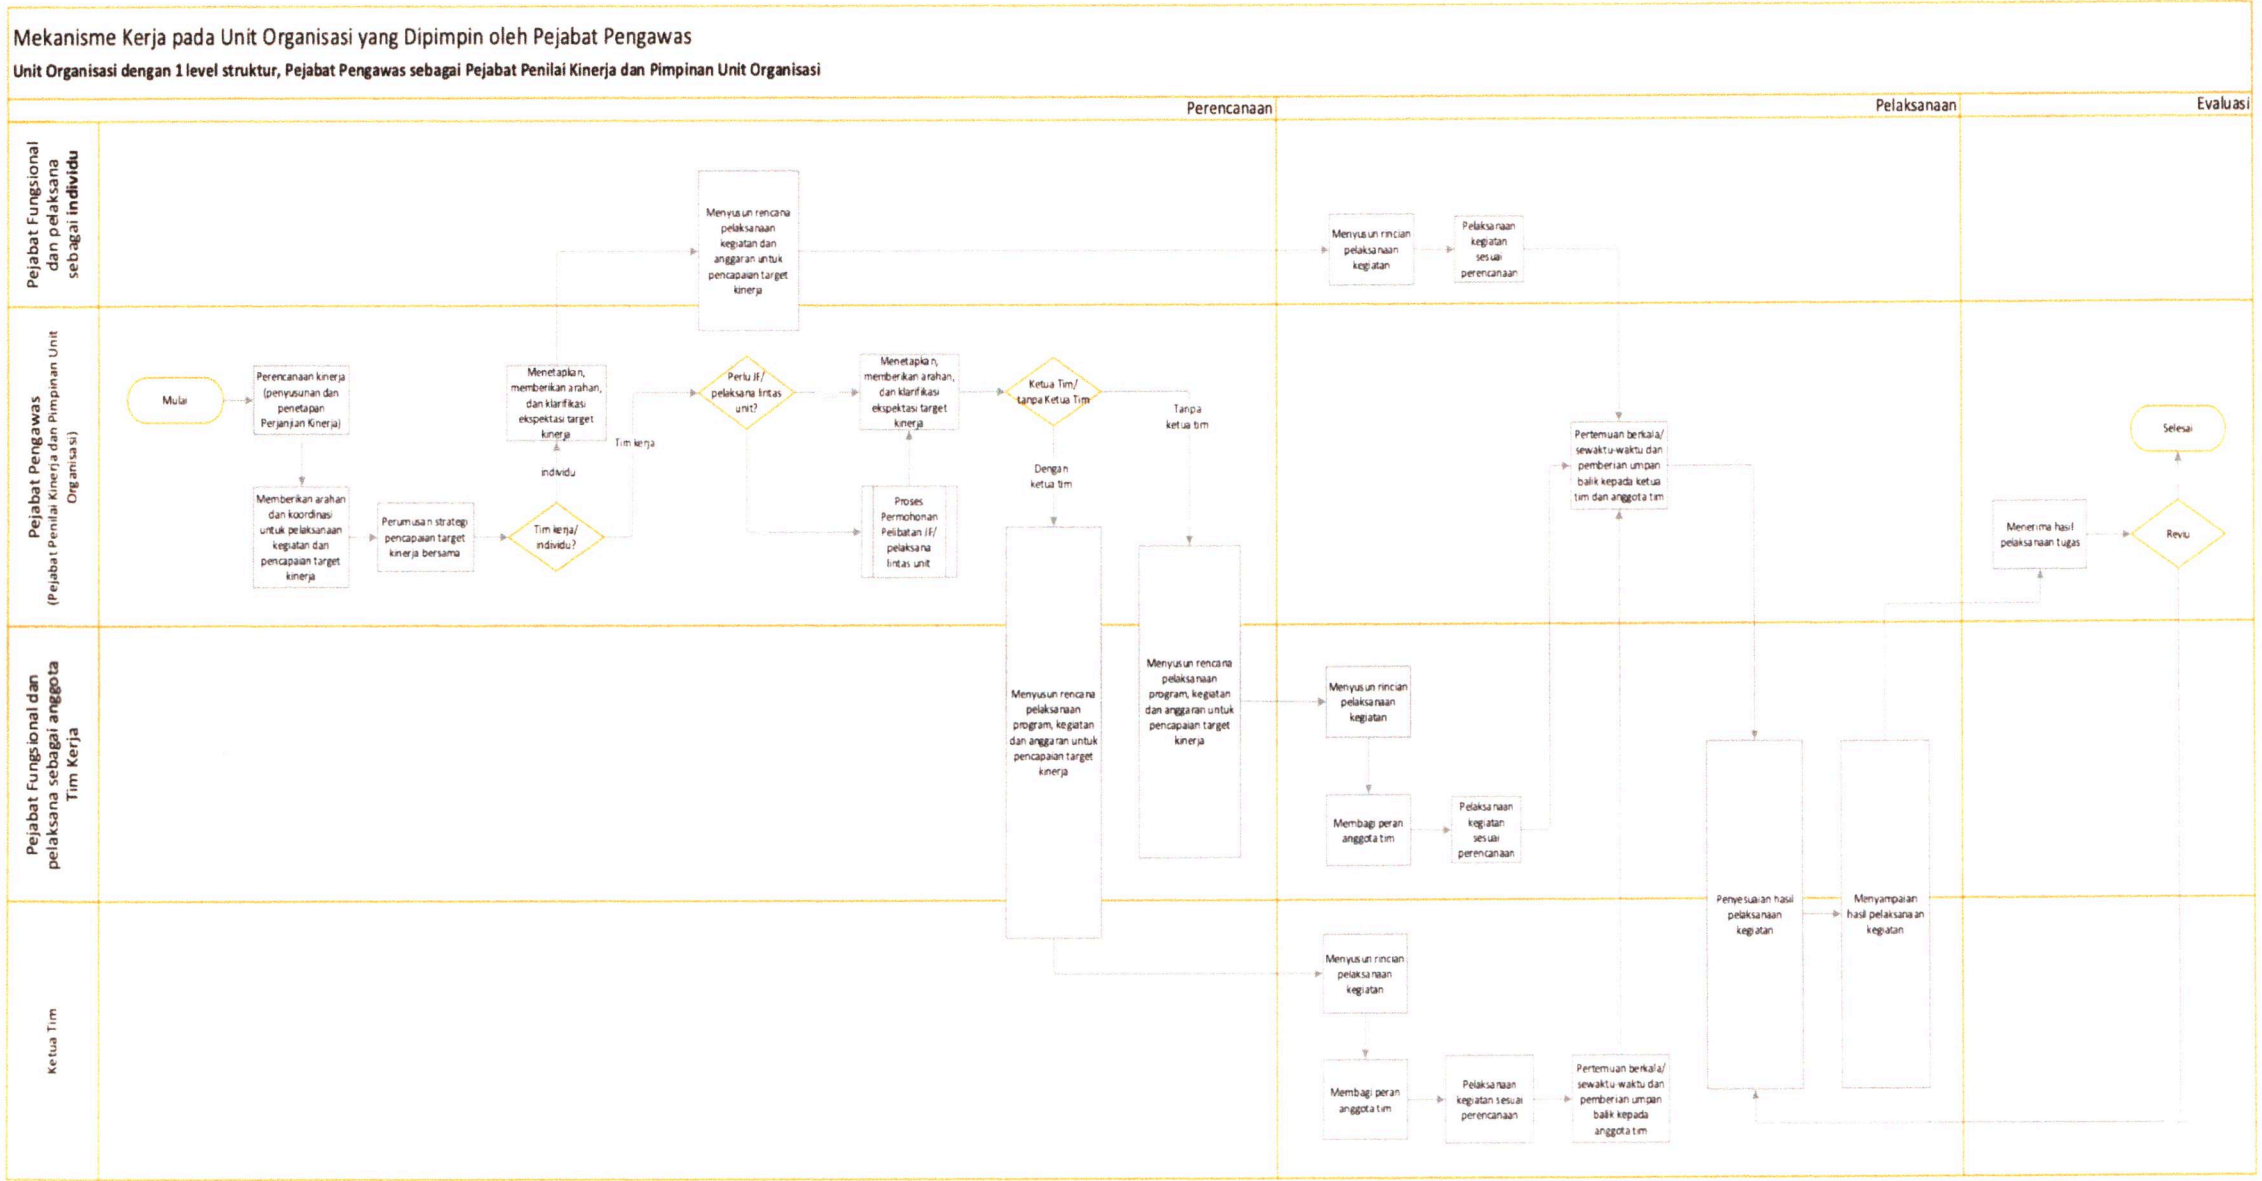 Mekanisme Kerja pada Unit Organisasi yang Dipimpin oleh Pejabat Pengawas
Unit Organisasi dengan 1 level struktur, Pejabat Pengawas sebagai Pejabat Penilai Kinerja dan Pimpinan Unit Organisasi
Perencanaan
Pelaksanaan
Evaluasi
Pejabat Fungsional
dan pelaksana
sebagai individu
Menyusun rencana
pelaksanaan
kegiatan dan
anggaran untuk
pencapaian target
kinerja
Menyusun rincian
pelaksanaan
kegiatan
Pelaksanaan
kegiatan
sesuai
perencanaan
Pejabat Pengawas
(Pejabat Penilai Kinerja dan Pimpinan Unit
Organisasi)
Mulai
Perencanaan kinerja
(penyusunan dan
penetapan
Perjanjian Kinerja)
Memberikan arahan
dan koordinasi
untuk pelaksanaan
kegiatan dan
pencapaian target
kinerja
Perumusan strategi
pencapaian target
kinerja bersama
Tim kerja/
individu?
individu
Menetapkan,
memberikan arahan,
dan klarifikasi
ekspektasi target
kinerja
Tim kerja
Perlu JF/
pelaksana lintas
unit?
Proses
Permohonan
Pelibatan JF/
pelaksana
lintas unit
Menetapkan,
memberikan arahan,
dan klarifikasi
ekspektasi target
kinerja
Ketua Tim/
tanpa Ketua Tim
Dengan
ketua tim
Tanpa
ketua tim
Pertemuan berkala/
sewaktu-waktu dan
pemberian umpan
balik kepada ketua
tim dan anggota tim
Menerima hasil
pelaksanaan tugas
Reviu
Selesai
Pejabat Fungsional dan
pelaksana sebagai anggota
Tim Kerja
Menyusun rencana
pelaksanaan
program, kegiatan
dan anggaran untuk
pencapaian target
kinerja
Menyusun rencana
pelaksanaan
program, kegiatan
dan anggaran untuk
pencapaian target
kinerja
Menyusun rincian
pelaksanaan
kegiatan
Membagi peran
anggota tim
Pelaksanaan
kegiatan
sesuai
perencanaan
Penyesuaian hasil
pelaksanaan
kegiatan
Menyampaian
hasil pelaksanaan
kegiatan
Ketua Tim
Menyusun rincian
pelaksanaan
kegiatan
Membagi peran
anggota tim
Pelaksanaan
kegiatan sesuai
perencanaan
Pertemuan berkala/
sewaktu-waktu dan
pemberian umpan
balik kepada
anggota tim